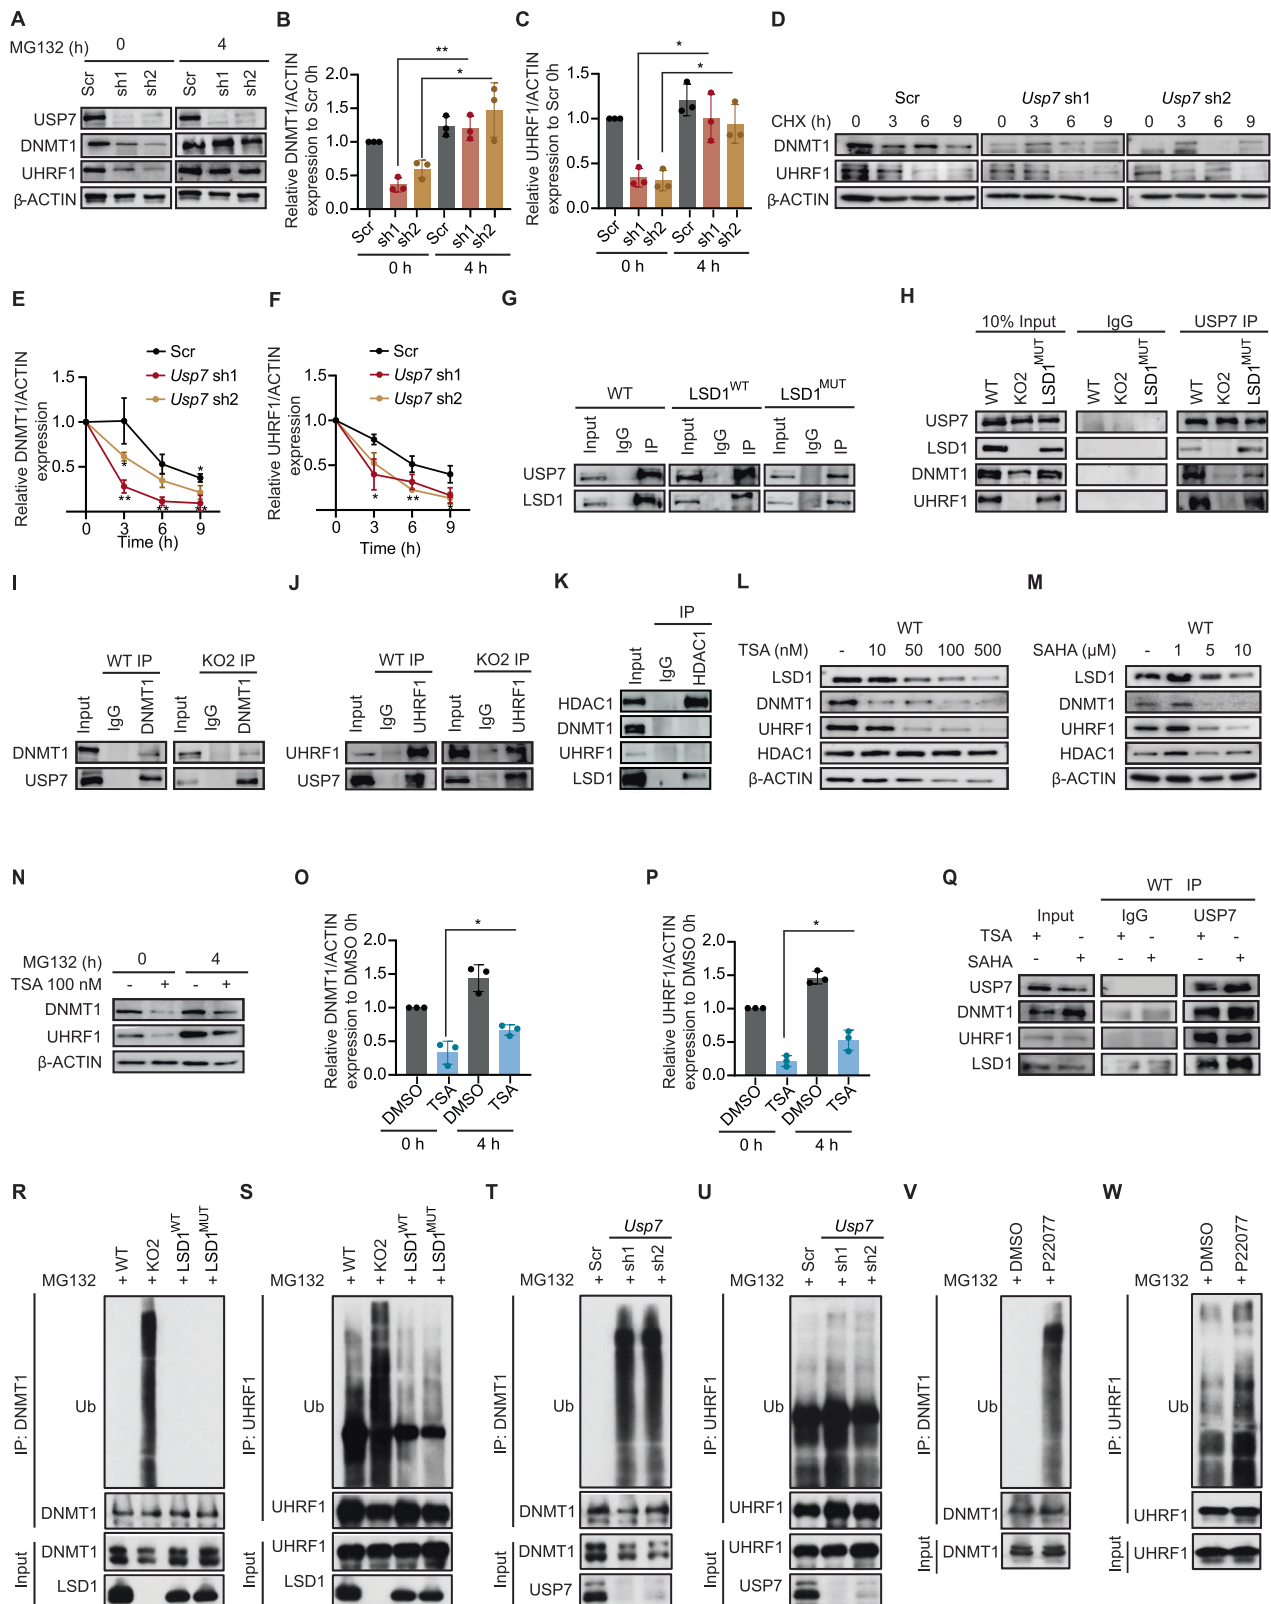 A
MG132 (h) 0 4
Scr sh1 sh2 Scr sh1 sh2
USP7
DNMT1
UHRF1
β-ACTIN
B
Relative DNMT1/ACTIN
expression to Scr 0h
2.0
1.5
1.0
0.5
0.0
** *
Scr sh1 sh2 Scr sh1 sh2
0 h 4 h
C
Relative UHRF1/ACTIN
expression to Scr 0h
1.5
1.0
0.5
0.0
* *
Scr sh1 sh2 Scr sh1 sh2
0 h 4 h
D
Scr Usp7 sh1 Usp7 sh2
CHX (h) 0 3 6 9 0 3 6 9 0 3 6 9
DNMT1
UHRF1
β-ACTIN
E
Relative DNMT1/ACTIN
expression
Scr
Usp7 sh1
Usp7 sh2
1.5
1.0
0.5
* ** ** * **
0 3 6 9
Time (h)
F
Relative UHRF1/ACTIN
expression
Scr
Usp7 sh1
Usp7 sh2
1.5
1.0
0.5
* ** *
0 3 6 9
Time (h)
G
WT LSD1WT LSD1MUT
Input IgG IP Input IgG IP Input IgG IP
USP7
LSD1
H
10% Input IgG USP7 IP
WT KO2 LSD1MUT WT KO2 LSD1MUT WT KO2 LSD1MUT
USP7
LSD1
DNMT1
UHRF1
I
WT IP KO2 IP
Input IgG DNMT1 Input IgG DNMT1
DNMT1
USP7
J
WT IP KO2 IP
Input IgG UHRF1 Input IgG UHRF1
UHRF1
USP7
K
IP
Input IgG HDAC1
HDAC1
DNMT1
UHRF1
LSD1
L
WT
TSA (nM) - 10 50 100 500
LSD1
DNMT1
UHRF1
HDAC1
β-ACTIN
M
WT
SAHA (µM) - 1 5 10
LSD1
DNMT1
UHRF1
HDAC1
β-ACTIN
N
MG132 (h) 0 4
TSA 100 nM - + - +
DNMT1
UHRF1
β-ACTIN
O
Relative DNMT1/ACTIN
expression to DMSO 0h
2.0
1.5
1.0
0.5
0.0
*
DMSO TSA DMSO TSA
0 h 4 h
P
Relative UHRF1/ACTIN
expression to DMSO 0h
2.0
1.5
1.0
0.5
0.0
*
DMSO TSA DMSO TSA
0 h 4 h
Q
WT IP
Input IgG USP7
TSA + - + - + -
SAHA - + - + - +
USP7
DNMT1
UHRF1
LSD1
R
WT KO2 LSD1WT LSD1MUT
MG132 + + + +
IP: DNMT1
Ub
DNMT1
Input
DNMT1
LSD1
S
WT KO2 LSD1WT LSD1MUT
MG132 + + + +
IP: UHRF1
Ub
UHRF1
Input
UHRF1
LSD1
T
Usp7
Scr sh1 sh2
MG132 + + +
IP: DNMT1
Ub
DNMT1
Input
DNMT1
USP7
U
Usp7
Scr sh1 sh2
MG132 + + +
IP: UHRF1
Ub
UHRF1
Input
UHRF1
USP7
V
DMSO P22077
MG132 + +
IP: DNMT1
Ub
DNMT1
Input
DNMT1
W
DMSO P22077
MG132 + +
IP: UHRF1
Ub
UHRF1
Input
UHRF1